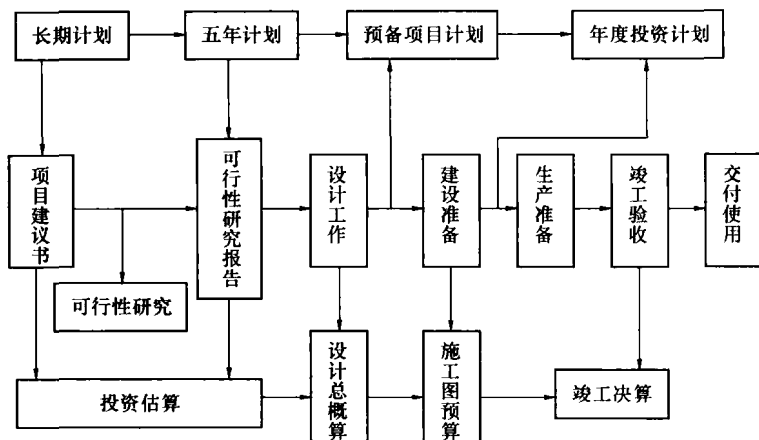 长期计划
五年计划
预备项目计划
年度投资计划
项目建议书
可行性研究报告
设计工作
建设准备
生产准备
竣工验收
交付使用
可行性研究
投资估算
设计总概算
施工图预算
竣工决算